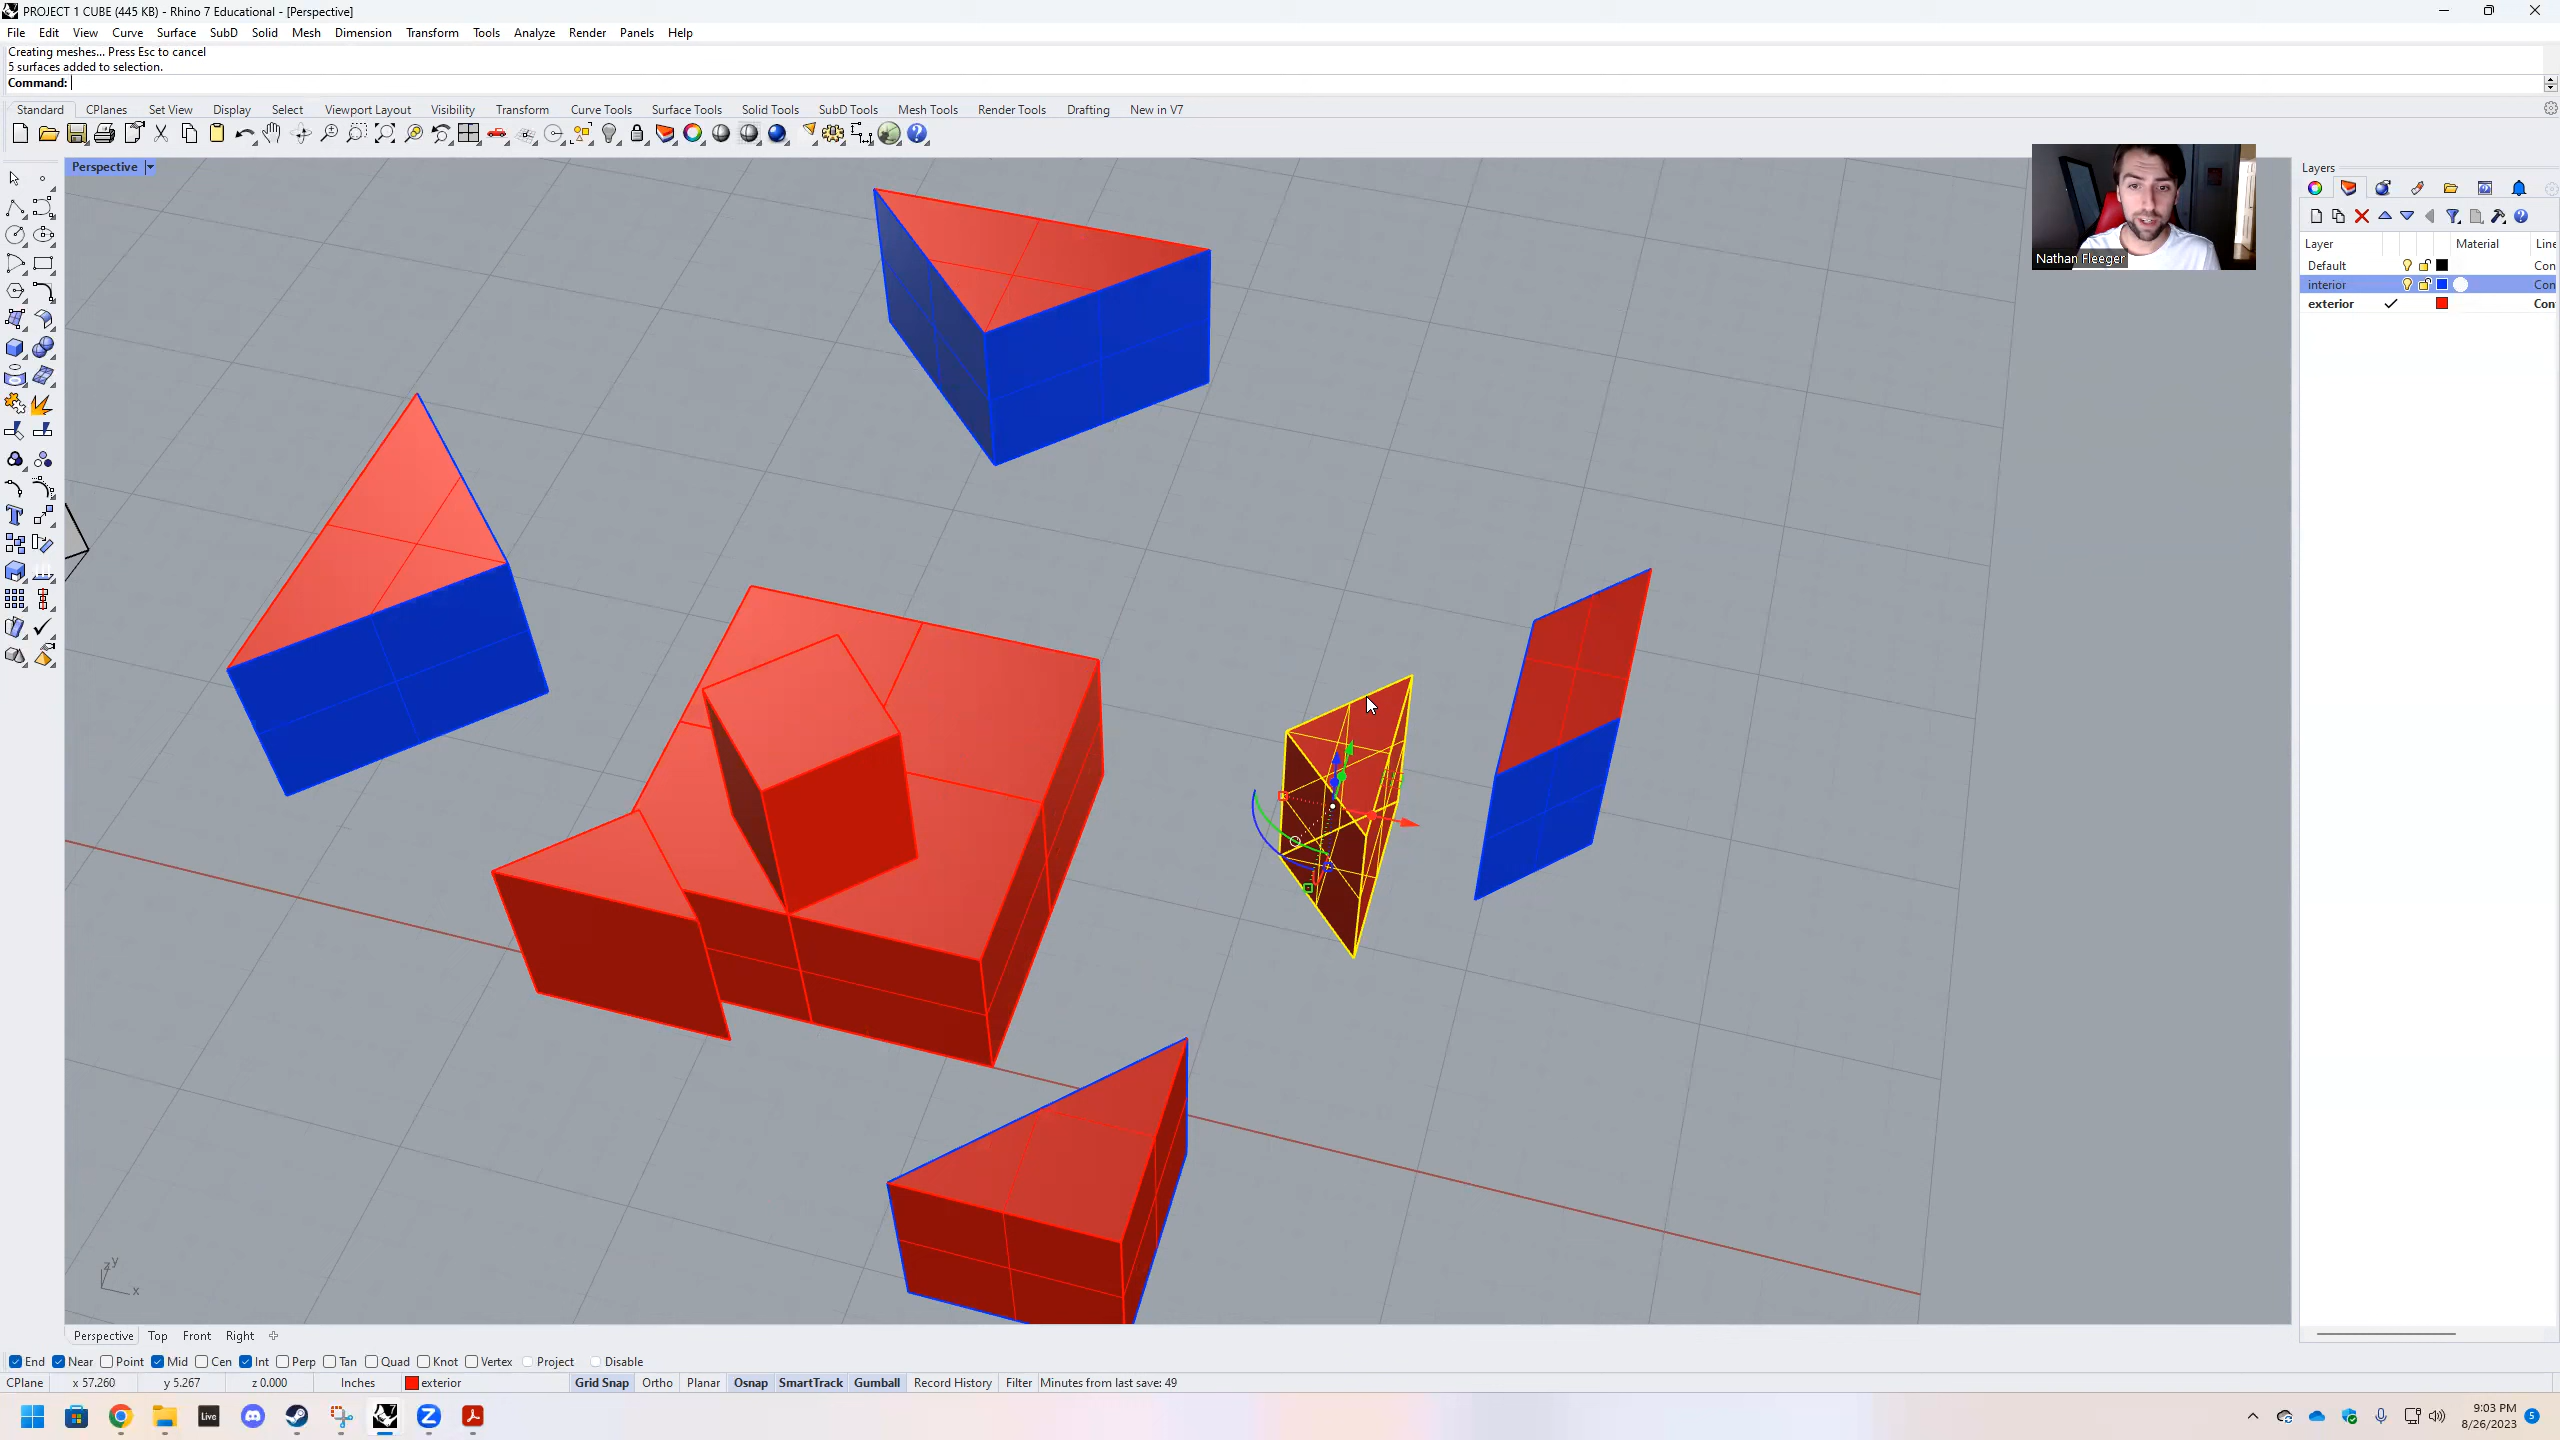 PROJECT 1 CUBE (445 KB) - Rhino 7 Educational - [Perspective]
File Edit View Curve Surface SubD Solid Mesh Dimension Transform Tools Analyze Render Panels Help
Creating meshes... Press Esc to cancel
5 surfaces added to selection.
Command:
Standard CPlanes Set View Display Select Viewport Layout Visibility Transform Curve Tools Surface Tools Solid Tools SubD Tools Mesh Tools Render Tools Drafting New in V7
Perspective
Nathan Fleeger
Layers
Layer Material Line
Default Con
interior Con
exterior Con
z y
x
Perspective Top Front Right
End Near Point Mid Cen Int Perp Tan Quad Knot Vertex Project Disable
CPlane x 57.260 y 5.267 z 0.000 Inches exterior Grid Snap Ortho Planar Osnap SmartTrack Gumball Record History Filter Minutes from last save: 49
Live
9:03 PM
8/26/2023
5